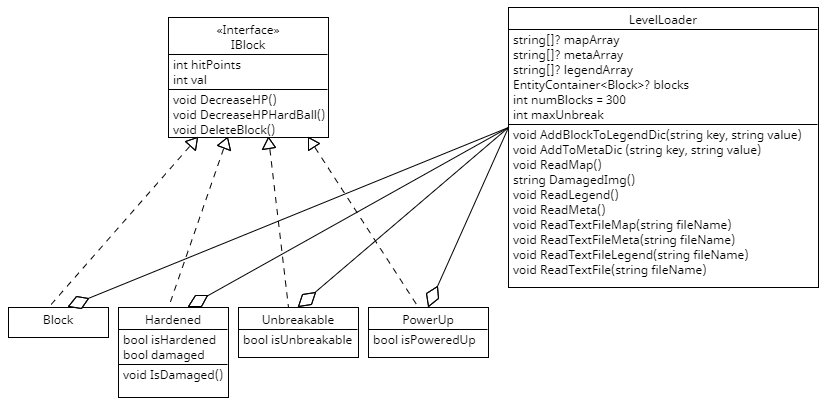 «Interface»
IBlock
int hitPoints
int val
void DecreaseHP()
void DecreaseHPHardBall()
void DeleteBlock()
LevelLoader
string[]? mapArray
string[]? metaArray
string[]? legendArray
EntityContainer<Block>? blocks
int numBlocks = 300
int maxUnbreak
void AddBlockToLegendDic(string key, string value)
void AddToMetaDic (string key, string value)
void ReadMap()
string DamagedImg()
void ReadLegend()
void ReadMeta()
void ReadTextFileMap(string fileName)
void ReadTextFileMeta(string fileName)
void ReadTextFileLegend(string fileName)
void ReadTextFile(string fileName)
Block
Hardened
bool isHardened
bool damaged
void IsDamaged()
Unbreakable
bool isUnbreakable
PowerUp
bool isPoweredUp